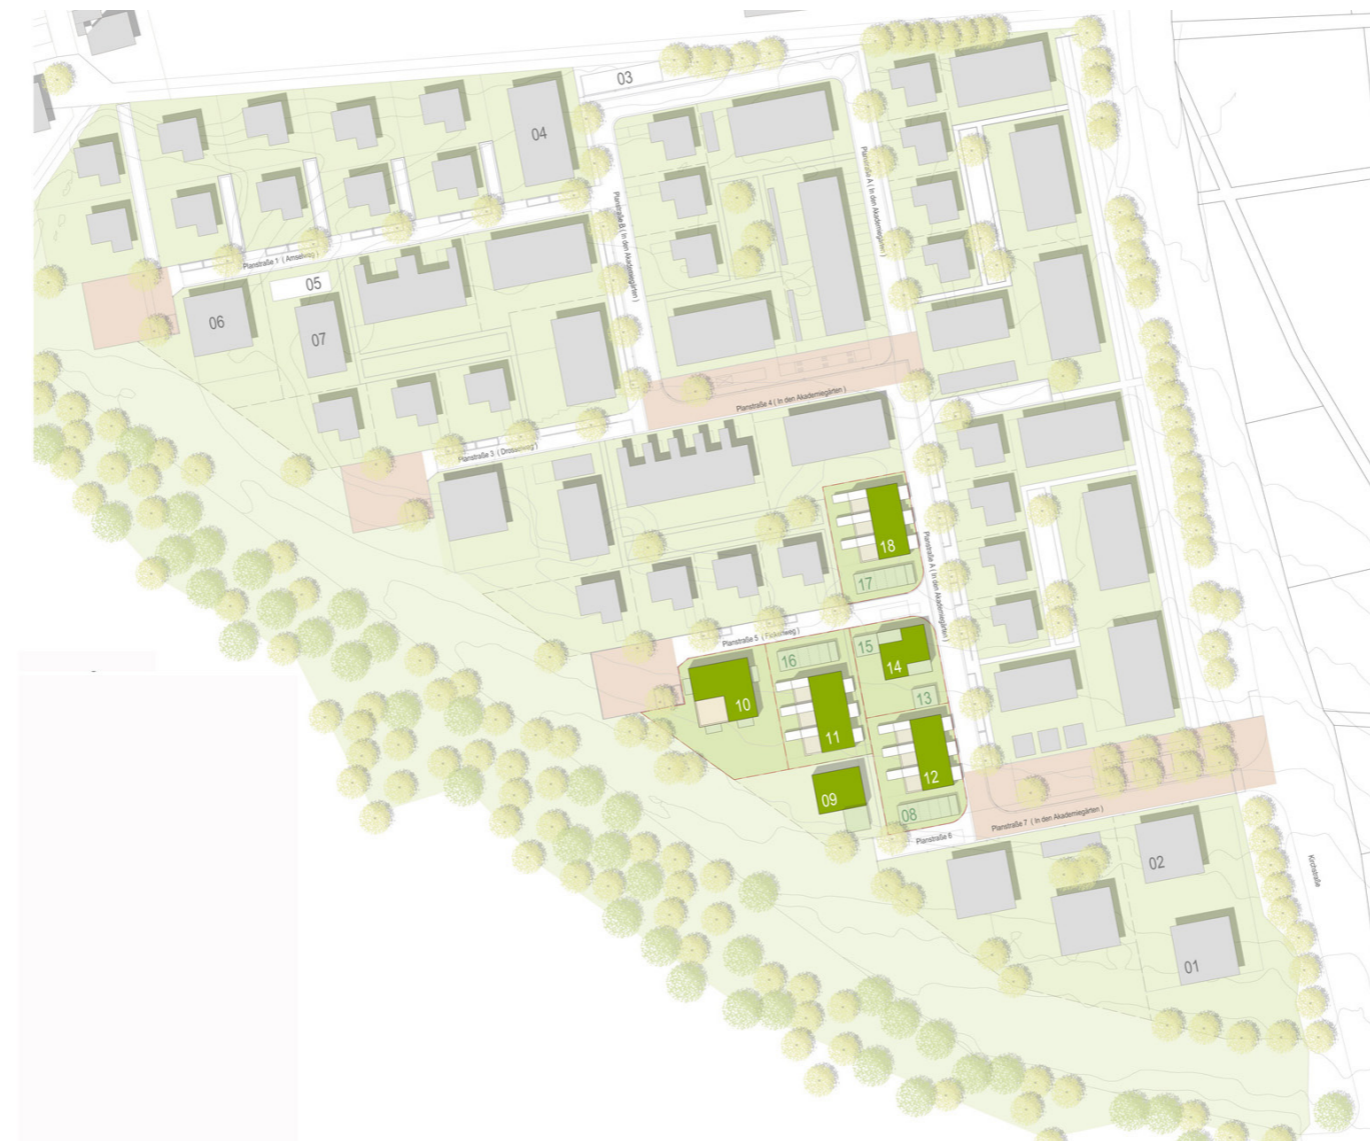 03
04
Planstraße A ( In den Akademiegärten )
Planstraße B ( In den Akademiegärten )
Planstraße 1 ( Amselweg )
05
06
07
Planstraße 4 ( In den Akademiegärten )
Planstraße 3 ( Drosselweg )
18
Planstraße A ( In den Akademiegärten )
17
Planstraße 5 (
16
15
14
13
10
11
12
09
08
Planstraße 7 ( In den Akademiegärten )
Planstraße 6
02
Kirchstraße
01